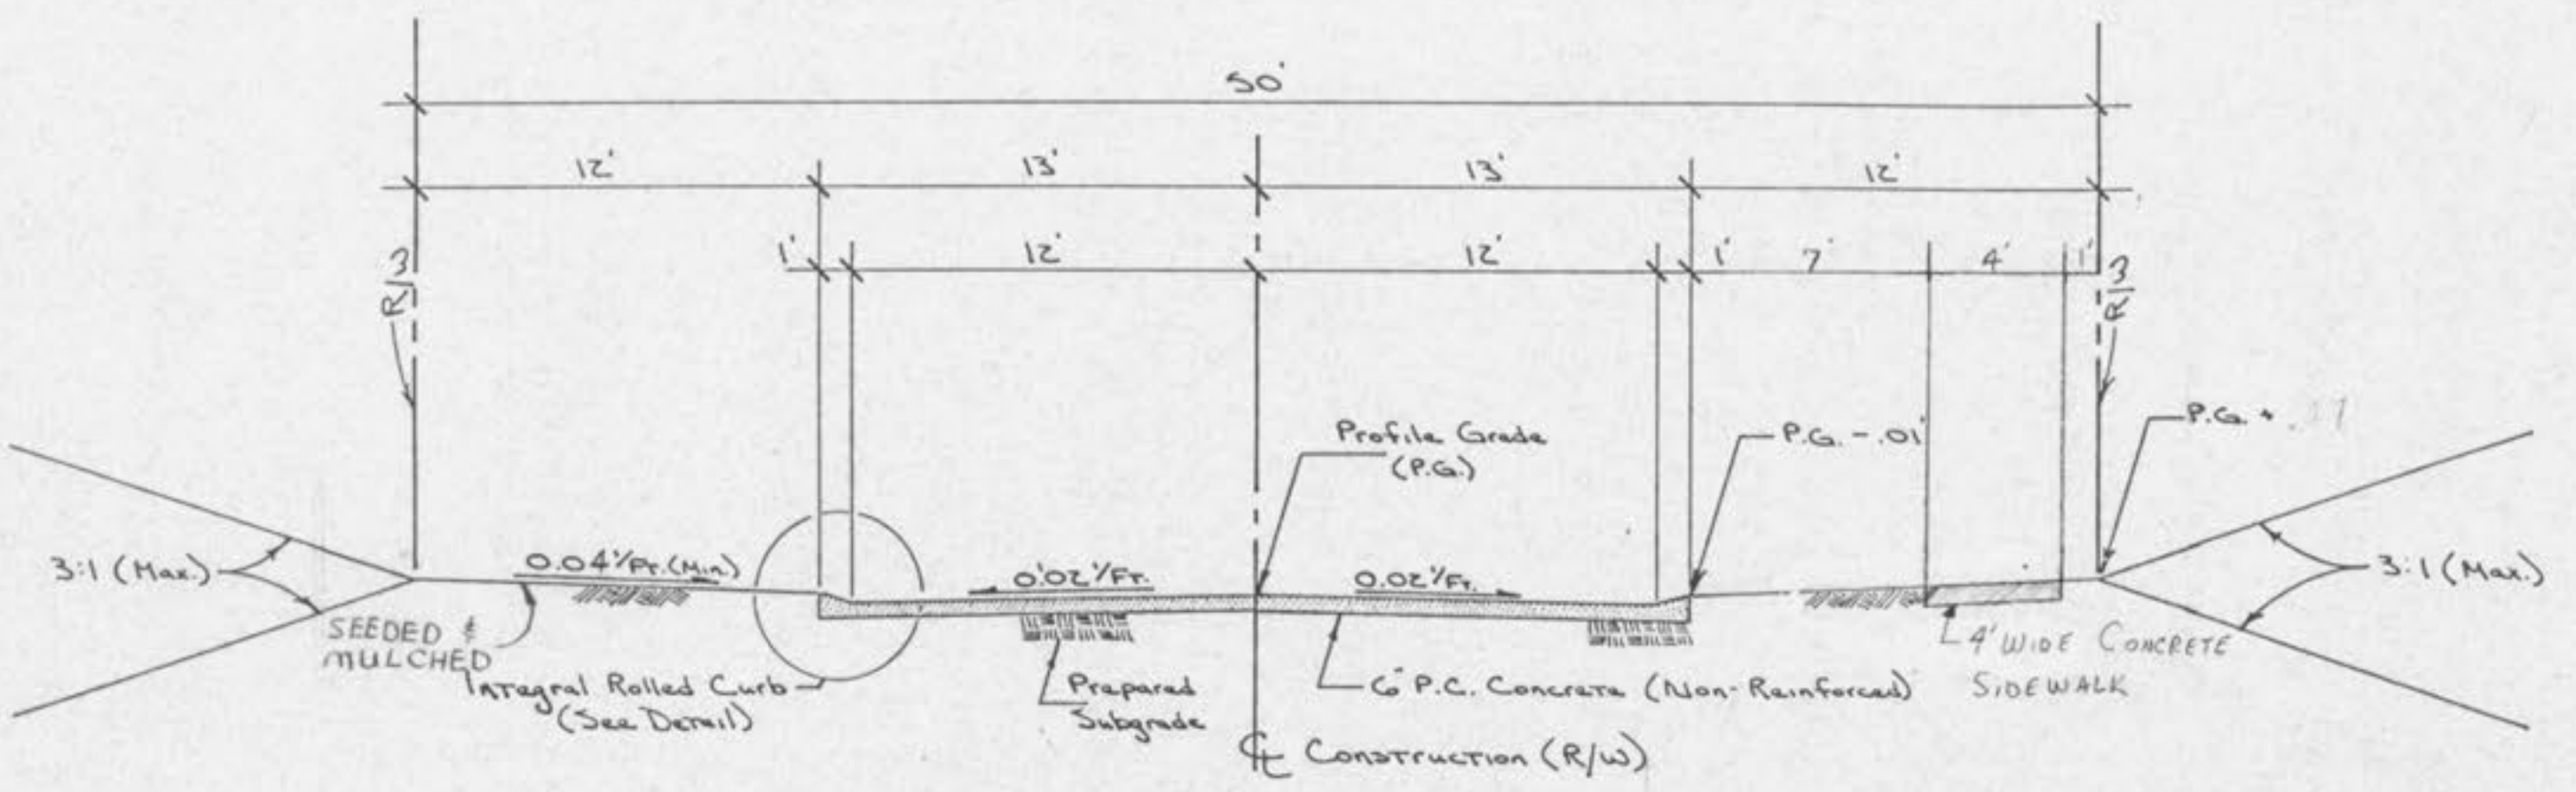 50'
12' 13' 13' 12'
1' 12' 12' 1' 7' 4' 1'
R/W R/W
Profile Grade
(P.G.)
P.G. - .01'
P.G. +
3:1 (Max.)
0.04'/Ft. (Min)
0.02'/Ft.
0.02'/Ft.
3:1 (Max.)
SEEDED &
MULCHED
Integral Rolled Curb
(See Detail)
Prepared
Subgrade
6" P.C. Concrete (Non-Reinforced)
4' WIDE CONCRETE
SIDEWALK
℄ Construction (R/W)